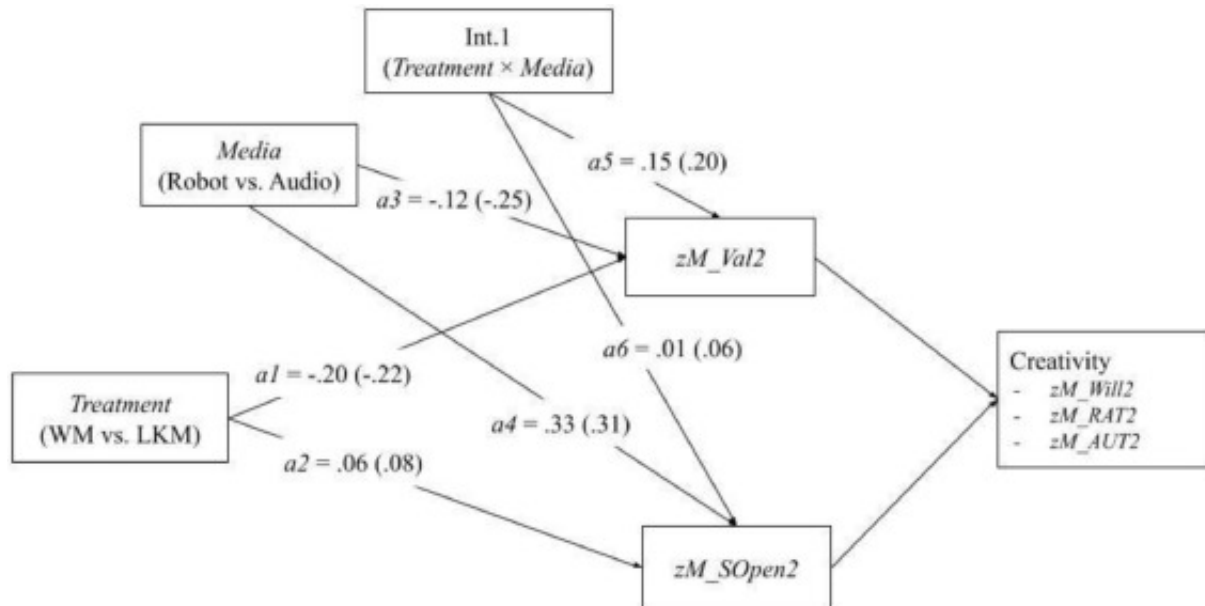 Int.1
(Treatment × Media)
Media
(Robot vs. Audio)
a5 = .15 (.20)
a3 = -.12 (-.25)
zM_Val2
a6 = .01 (.06)
a1 = -.20 (-.22)
Treatment
(WM vs. LKM)
a4 = .33 (.31)
a2 = .06 (.08)
Creativity
- zM_Will2
- zM_RAT2
- zM_AUT2
zM_SOpen2